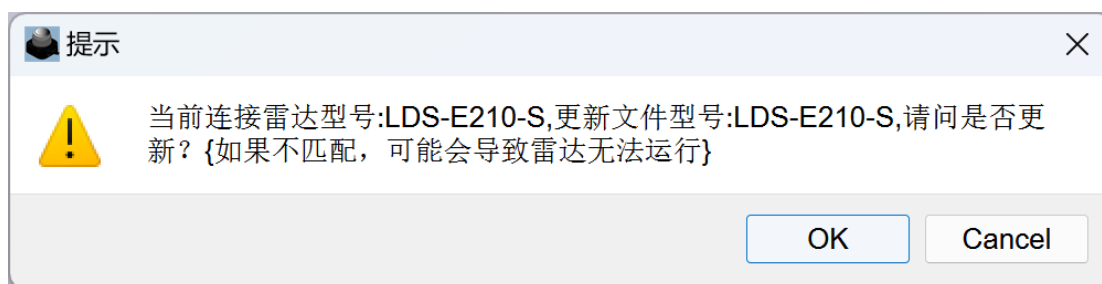 提示
当前连接雷达型号:LDS-E210-S,更新文件型号:LDS-E210-S,请问是否更
新？{如果不匹配，可能会导致雷达无法运行}
OK
Cancel